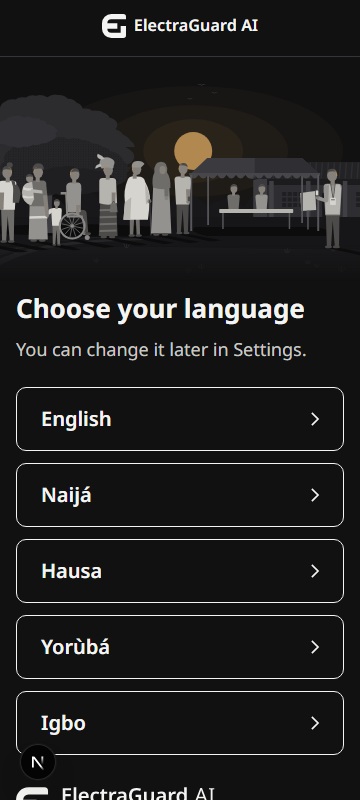 ElectraGuard AI
Choose your language
You can change it later in Settings.
English
Naijá
Hausa
Yorùbá
Igbo
N
ElectraGuard AI